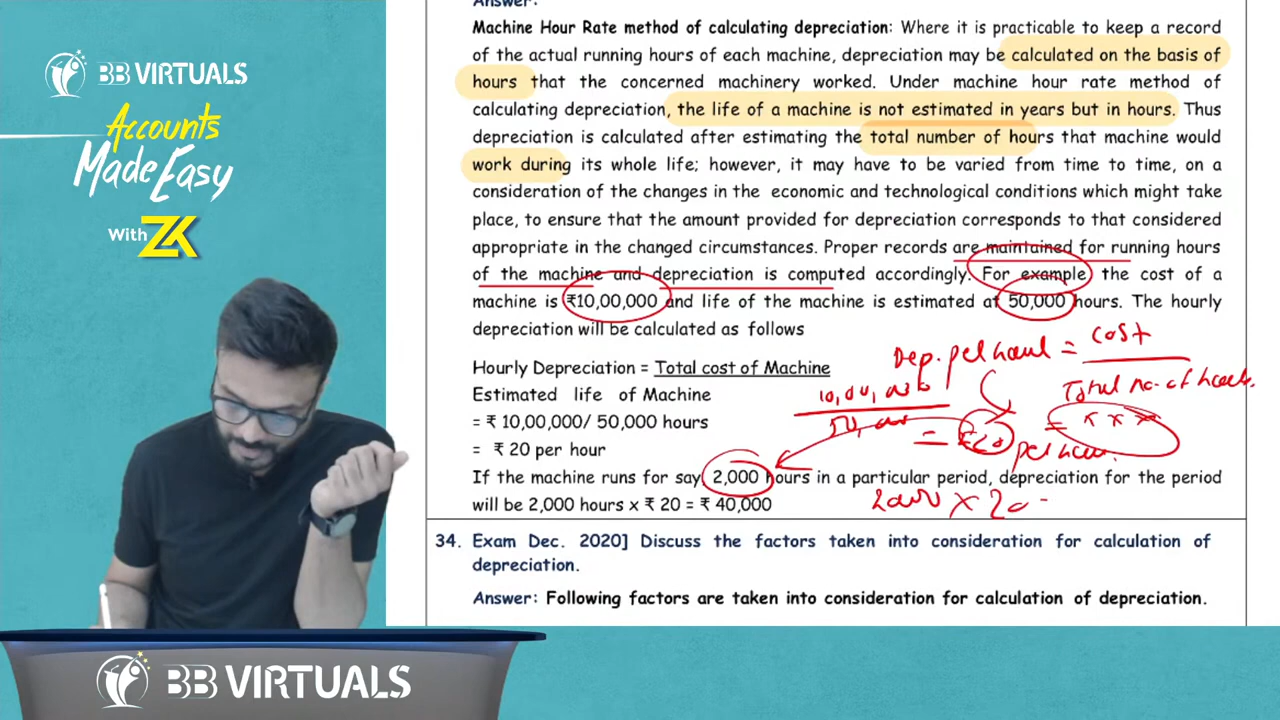 BB VIRTUALS
Accounts
Made Easy
With ZK
Answer:
Machine Hour Rate method of calculating depreciation: Where it is practicable to keep a record
of the actual running hours of each machine, depreciation may be calculated on the basis of
hours that the concerned machinery worked. Under machine hour rate method of
calculating depreciation, the life of a machine is not estimated in years but in hours. Thus
depreciation is calculated after estimating the total number of hours that machine would
work during its whole life; however, it may have to be varied from time to time, on a
consideration of the changes in the economic and technological conditions which might take
place, to ensure that the amount provided for depreciation corresponds to that considered
appropriate in the changed circumstances. Proper records are maintained for running hours
of the machine and depreciation is computed accordingly. For example the cost of a
machine is ₹10,00,000 and life of the machine is estimated at 50,000 hours. The hourly
depreciation will be calculated as follows
Dep. per hour = cost
Total no. of hours
Hourly Depreciation = Total cost of Machine
Estimated life of Machine
= ₹ 10,00,000/ 50,000 hours
= ₹ 20 per hour
= ₹20 per hour
If the machine runs for say 2,000 hours in a particular period, depreciation for the period
will be 2,000 hours x ₹ 20 = ₹ 40,000
2000 x 20
34. Exam Dec. 2020] Discuss the factors taken into consideration for calculation of
depreciation.
Answer: Following factors are taken into consideration for calculation of depreciation.
BB VIRTUALS